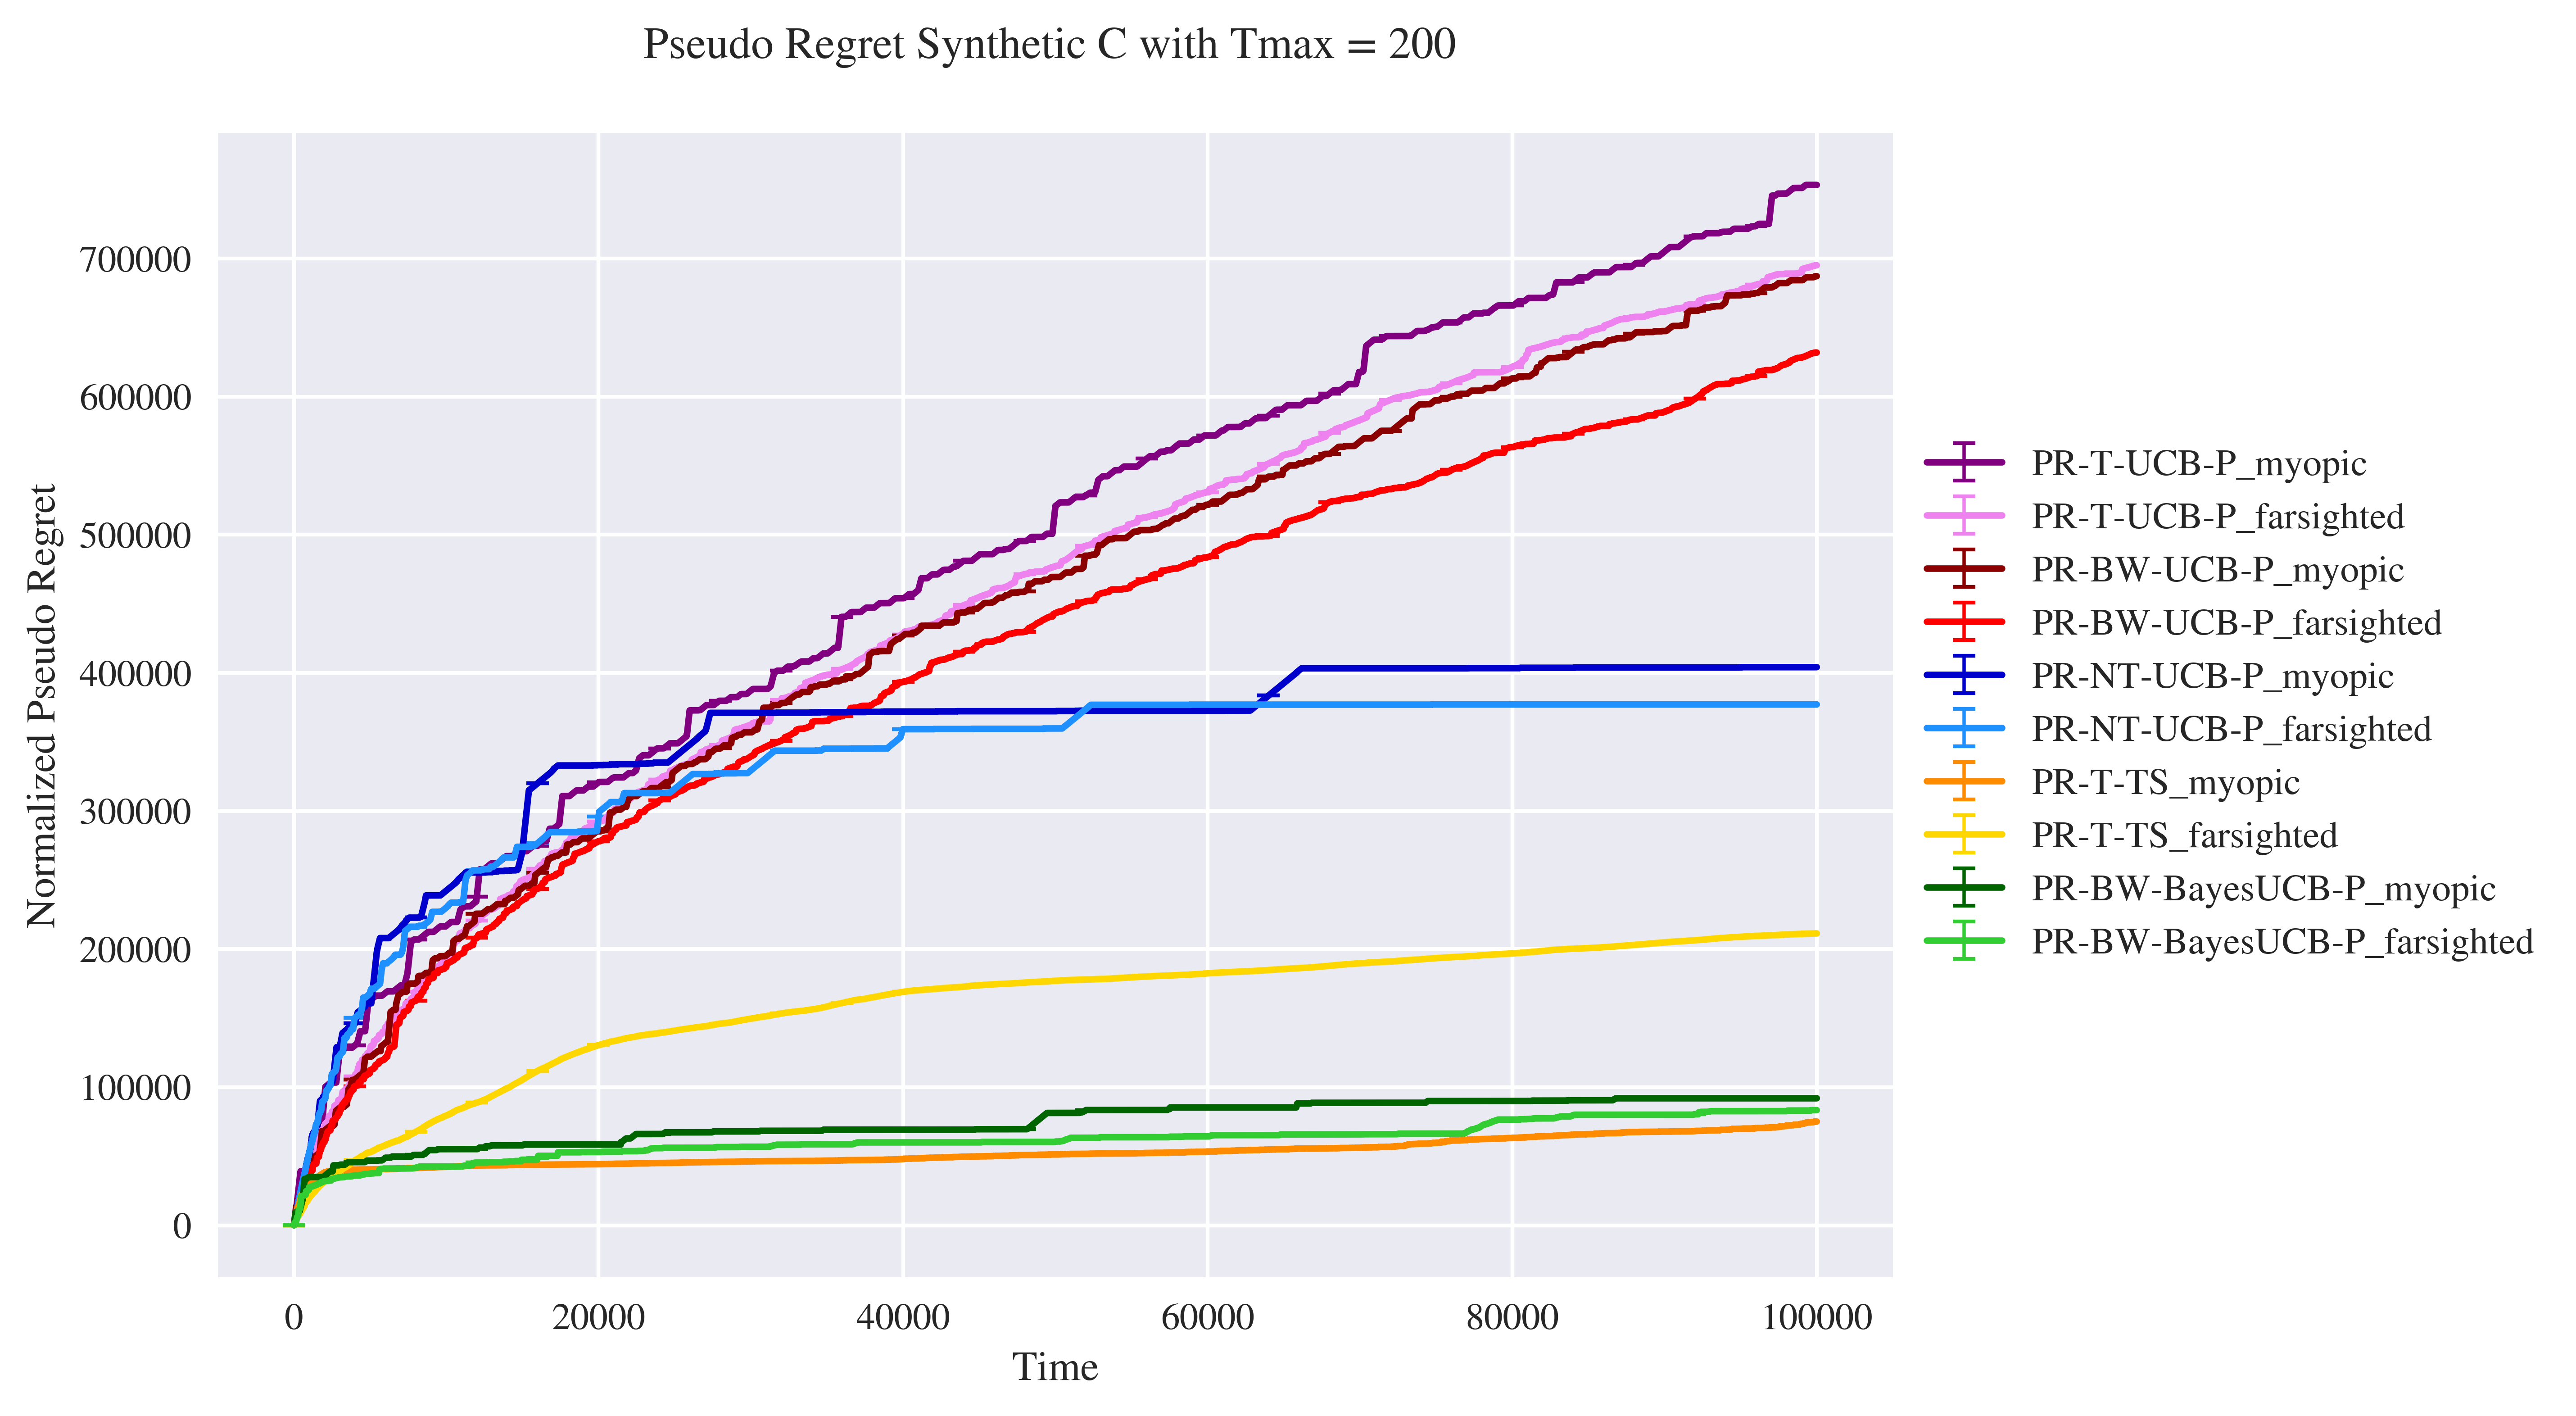 Pseudo Regret Synthetic C with Tmax = 200
Normalized Pseudo Regret
700000
600000
500000
400000
300000
200000
100000
0
0 20000 40000 60000 80000 100000
Time
PR-T-UCB-P_myopic
PR-T-UCB-P_farsighted
PR-BW-UCB-P_myopic
PR-BW-UCB-P_farsighted
PR-NT-UCB-P_myopic
PR-NT-UCB-P_farsighted
PR-T-TS_myopic
PR-T-TS_farsighted
PR-BW-BayesUCB-P_myopic
PR-BW-BayesUCB-P_farsighted